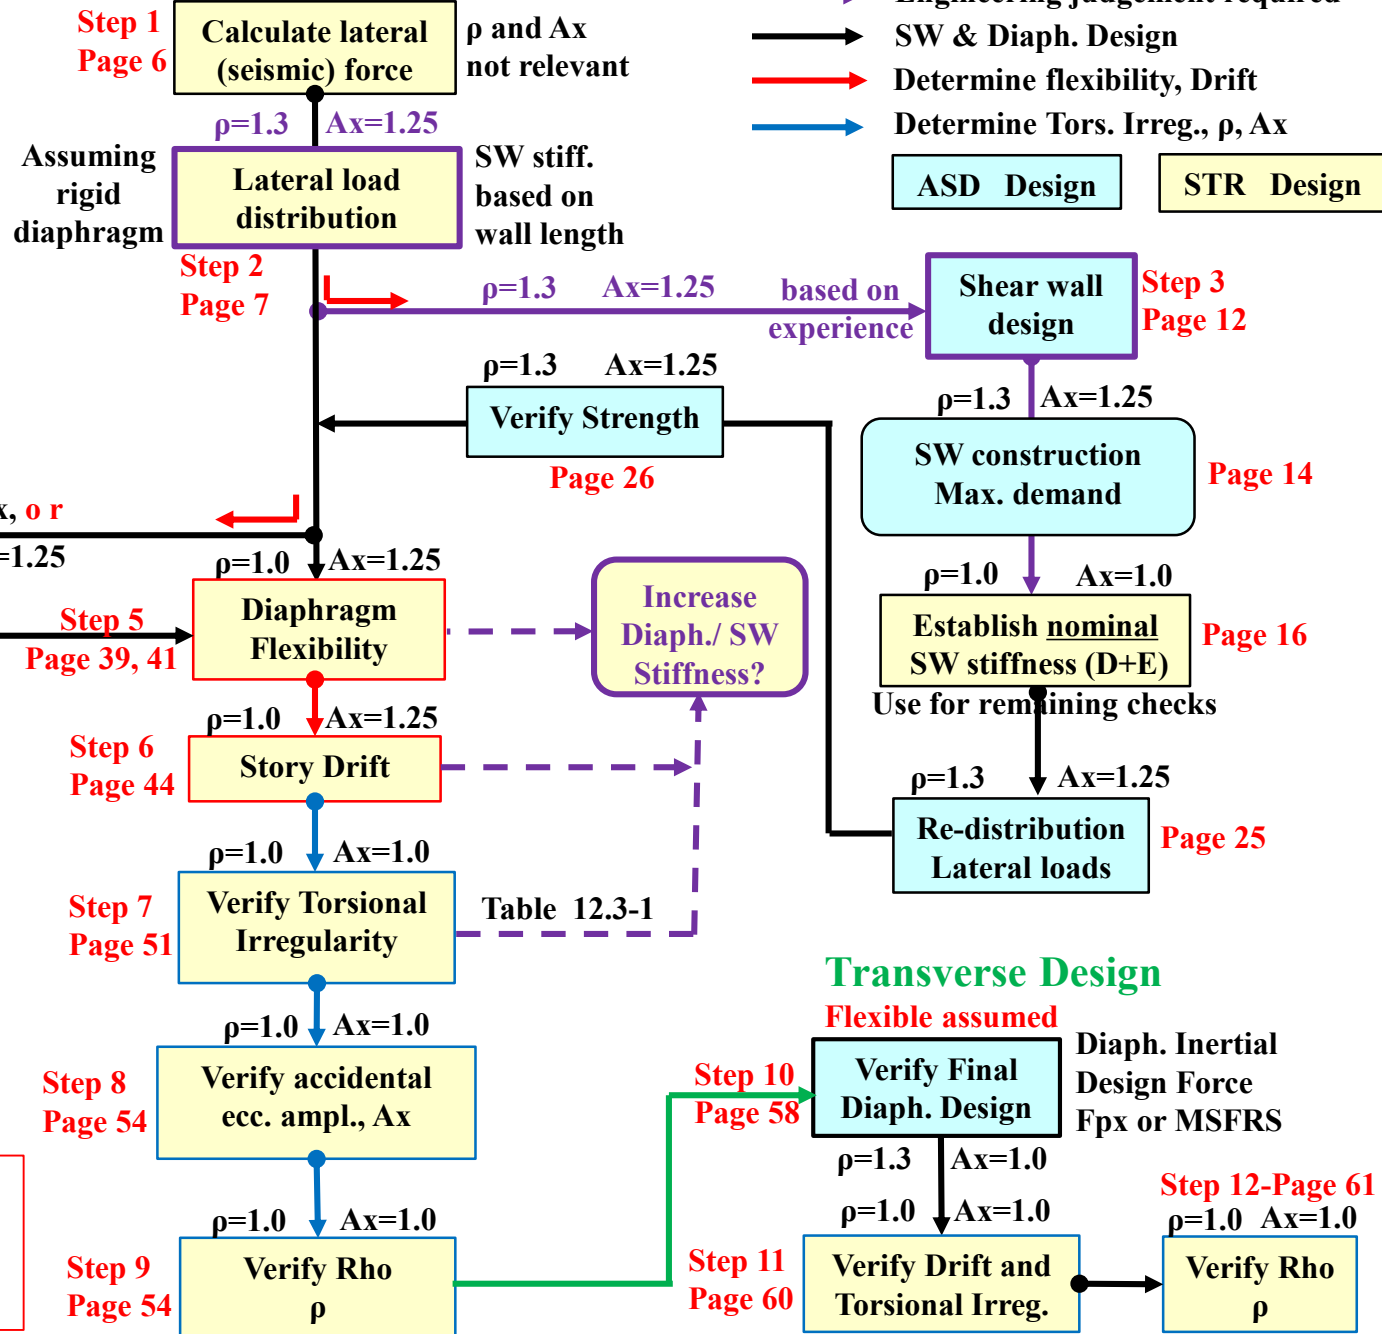 Engineering judgement required
SW & Diaph. Design
Determine flexibility, Drift
Determine Tors. Irreg., ρ, Ax
ASD Design
STR Design
Step 1
Page 6
Calculate lateral
(seismic) force
ρ and Ax
not relevant
ρ=1.3 Ax=1.25
Assuming
rigid
diaphragm
Lateral load
distribution
SW stiff.
based on
wall length
Step 2
Page 7
ρ=1.3 Ax=1.25
based on
experience
Shear wall
design
Step 3
Page 12
ρ=1.3 Ax=1.25
Verify Strength
Page 26
ρ=1.3 Ax=1.25
SW construction
Max. demand
Page 14
x, o r
=1.25
ρ=1.0 Ax=1.25
ρ=1.0 Ax=1.0
Step 5
Page 39, 41
Diaphragm
Flexibility
Increase
Diaph./ SW
Stiffness?
Establish nominal
SW stiffness (D+E)
Page 16
Use for remaining checks
ρ=1.0 Ax=1.25
Step 6
Page 44
Story Drift
ρ=1.3 Ax=1.25
Re-distribution
Lateral loads
Page 25
ρ=1.0 Ax=1.0
Step 7
Page 51
Verify Torsional
Irregularity
Table 12.3-1
ρ=1.0 Ax=1.0
Step 8
Page 54
Verify accidental
ecc. ampl., Ax
ρ=1.0 Ax=1.0
Step 9
Page 54
Verify Rho
ρ
Transverse Design
Flexible assumed
Step 10
Page 58
Verify Final
Diaph. Design
Diaph. Inertial
Design Force
Fpx or MSFRS
ρ=1.3 Ax=1.0
ρ=1.0 Ax=1.0
Step 11
Page 60
Verify Drift and
Torsional Irreg.
Step 12-Page 61
ρ=1.0 Ax=1.0
Verify Rho
ρ